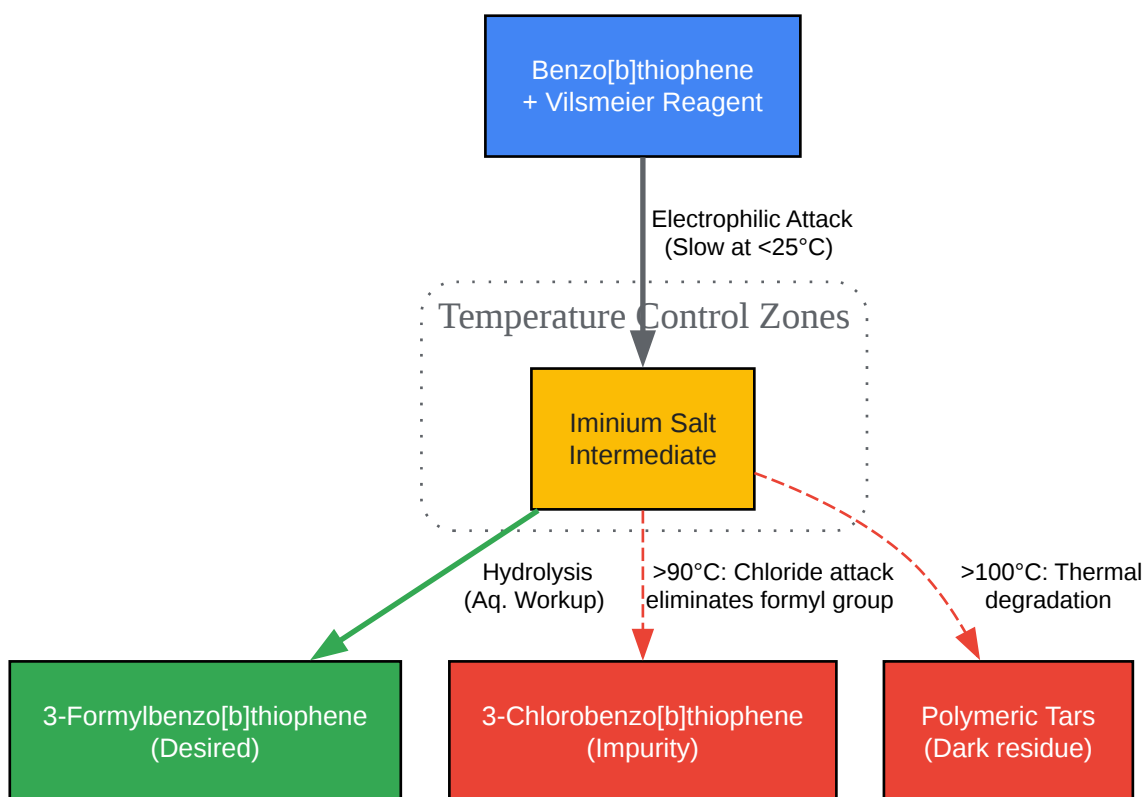 Benzo[b]thiophene
+ Vilsmeier Reagent
Electrophilic Attack
(Slow at <25°C)
Temperature Control Zones
Iminium Salt
Intermediate
Hydrolysis
(Aq. Workup)
>90°C: Chloride attack
eliminates formyl group
>100°C: Thermal
degradation
3-Formylbenzo[b]thiophene
(Desired)
3-Chlorobenzo[b]thiophene
(Impurity)
Polymeric Tars
(Dark residue)